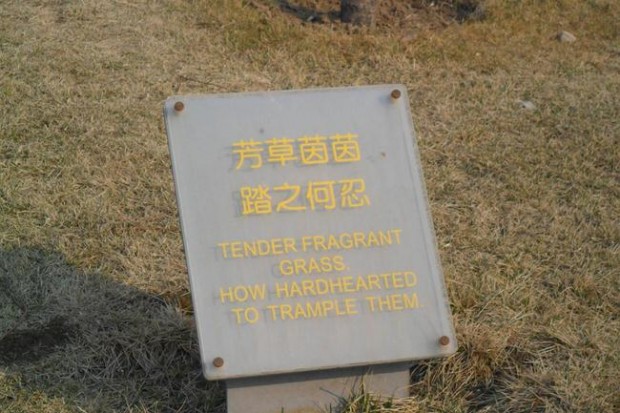 芳草茵茵
踏之何忍
TENDER FRAGRANT
GRASS,
HOW HARDHEARTED
TO TRAMPLE THEM.